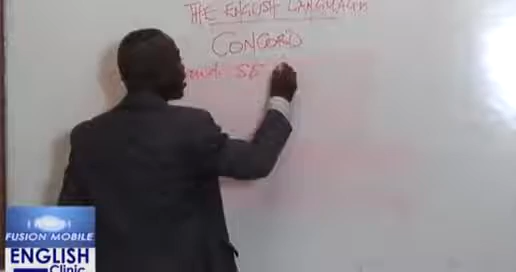 THE ENGLISH LANGUAGE
CONCORD
FUSION MOBILE
ENGLISH
Clinic